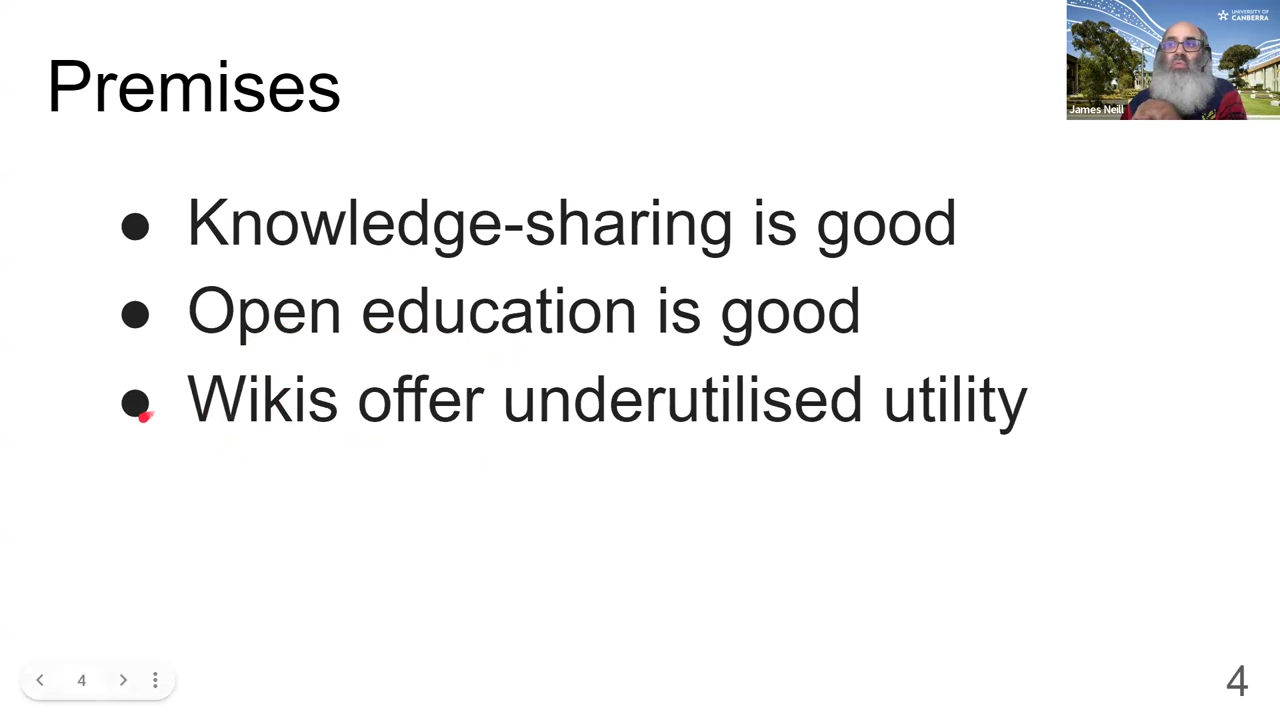 Premises
UNIVERSITY OF
CANBERRA
James Neill
● Knowledge-sharing is good
● Open education is good
● Wikis offer underutilised utility
4
4